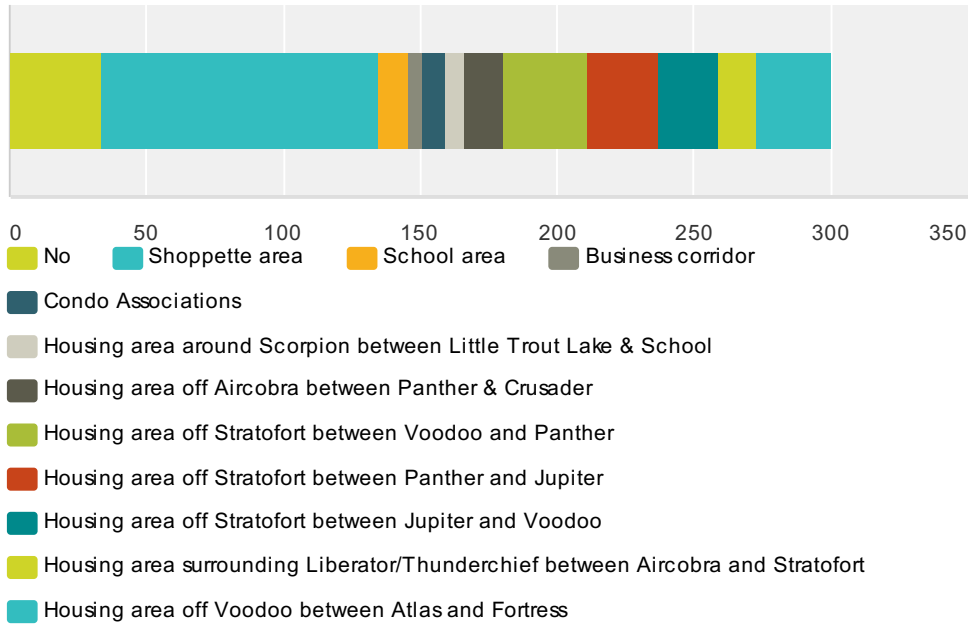 0 50 100 150 200 250 300 350
No Shoppette area School area Business corridor
Condo Associations
Housing area around Scorpion between Little Trout Lake & School
Housing area off Aircobra between Panther & Crusader
Housing area off Stratofort between Voodoo and Panther
Housing area off Stratofort between Panther and Jupiter
Housing area off Stratofort between Jupiter and Voodoo
Housing area surrounding Liberator/Thunderchief between Aircobra and Stratofort
Housing area off Voodoo between Atlas and Fortress